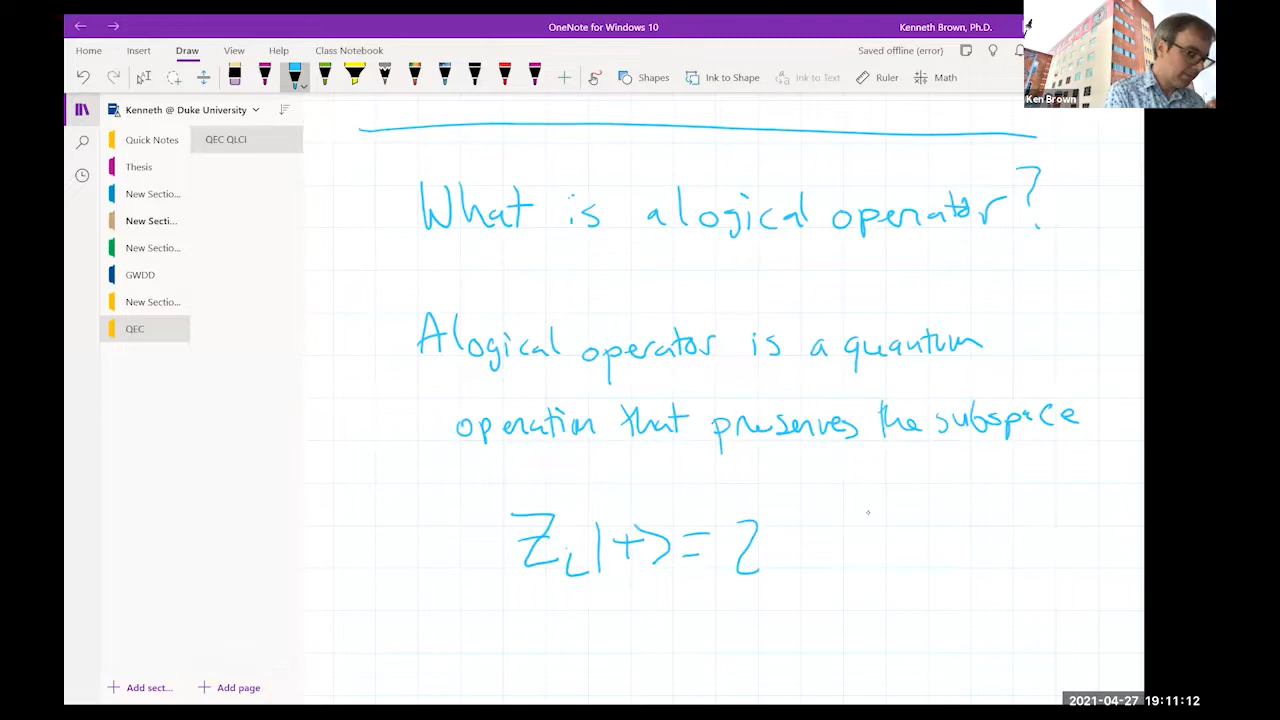 OneNote for Windows 10
Kenneth Brown, Ph.D.
Home Insert Draw View Help Class Notebook
Saved offline (error)
Shapes Ink to Shape Ink to Text Ruler Math
Ken Brown
Kenneth @ Duke University
Quick Notes
Thesis
New Sectio...
New Secti...
New Sectio...
GWDD
New Sectio...
QEC
QEC QLCI
What is a logical operator?
A logical operator is a quantum
operation that preserves the subspace
Z_L|+> = Z
Add sect... Add page
2021-04-27 19:11:12